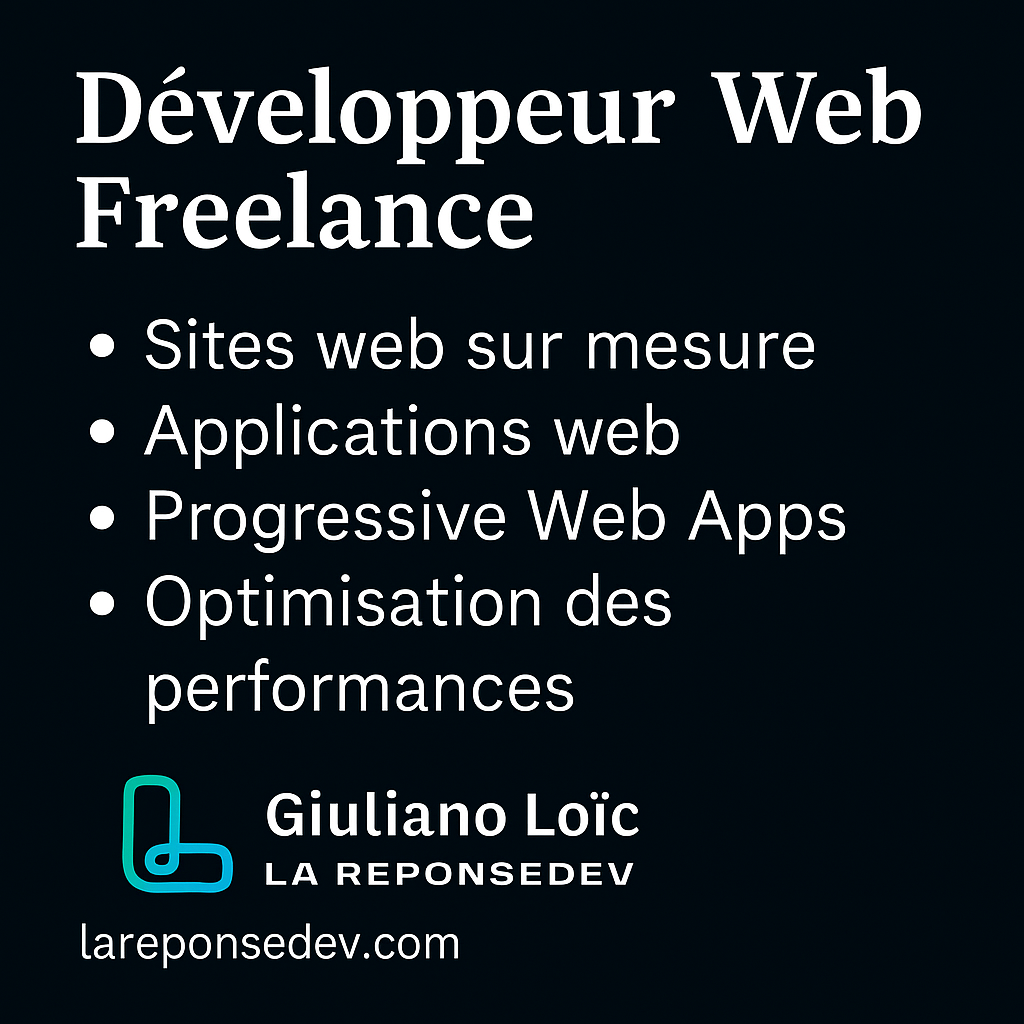 Développeur Web
Freelance
• Sites web sur mesure
• Applications web
• Progressive Web Apps
• Optimisation des
performances
Giuliano Loïc
LA REPONSEDEV
lareponsedev.com